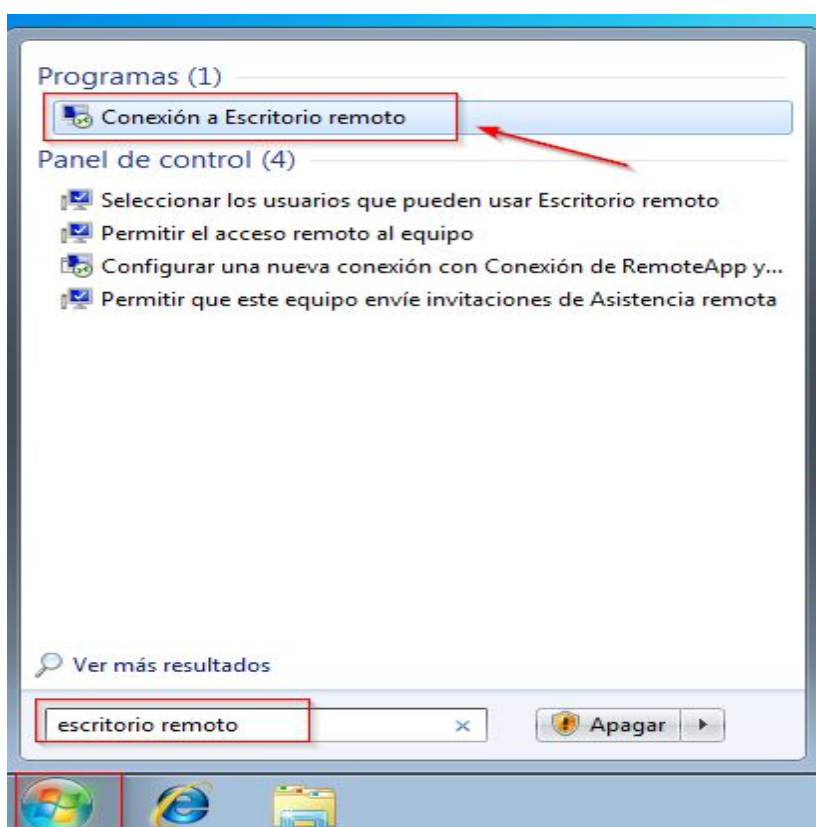 Programas (1)
Conexión a Escritorio remoto
Panel de control (4)
Seleccionar los usuarios que pueden usar Escritorio remoto
Permitir el acceso remoto al equipo
Configurar una nueva conexión con Conexión de RemoteApp y...
Permitir que este equipo envíe invitaciones de Asistencia remota
Ver más resultados
escritorio remoto
Apagar